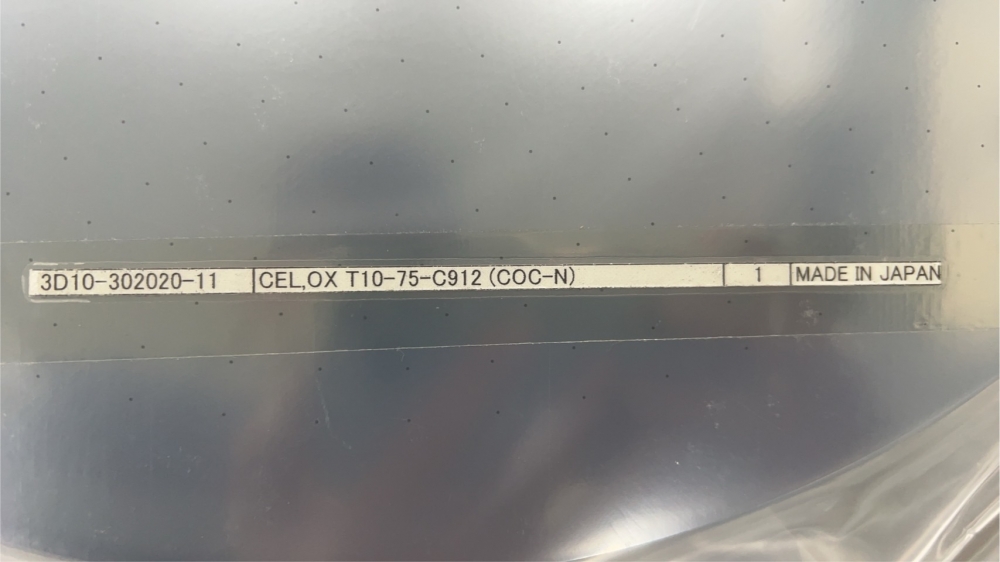 3D10-302020-11 CEL,OX T10-75-C912 (COC-N) 1 MADE IN JAPAN